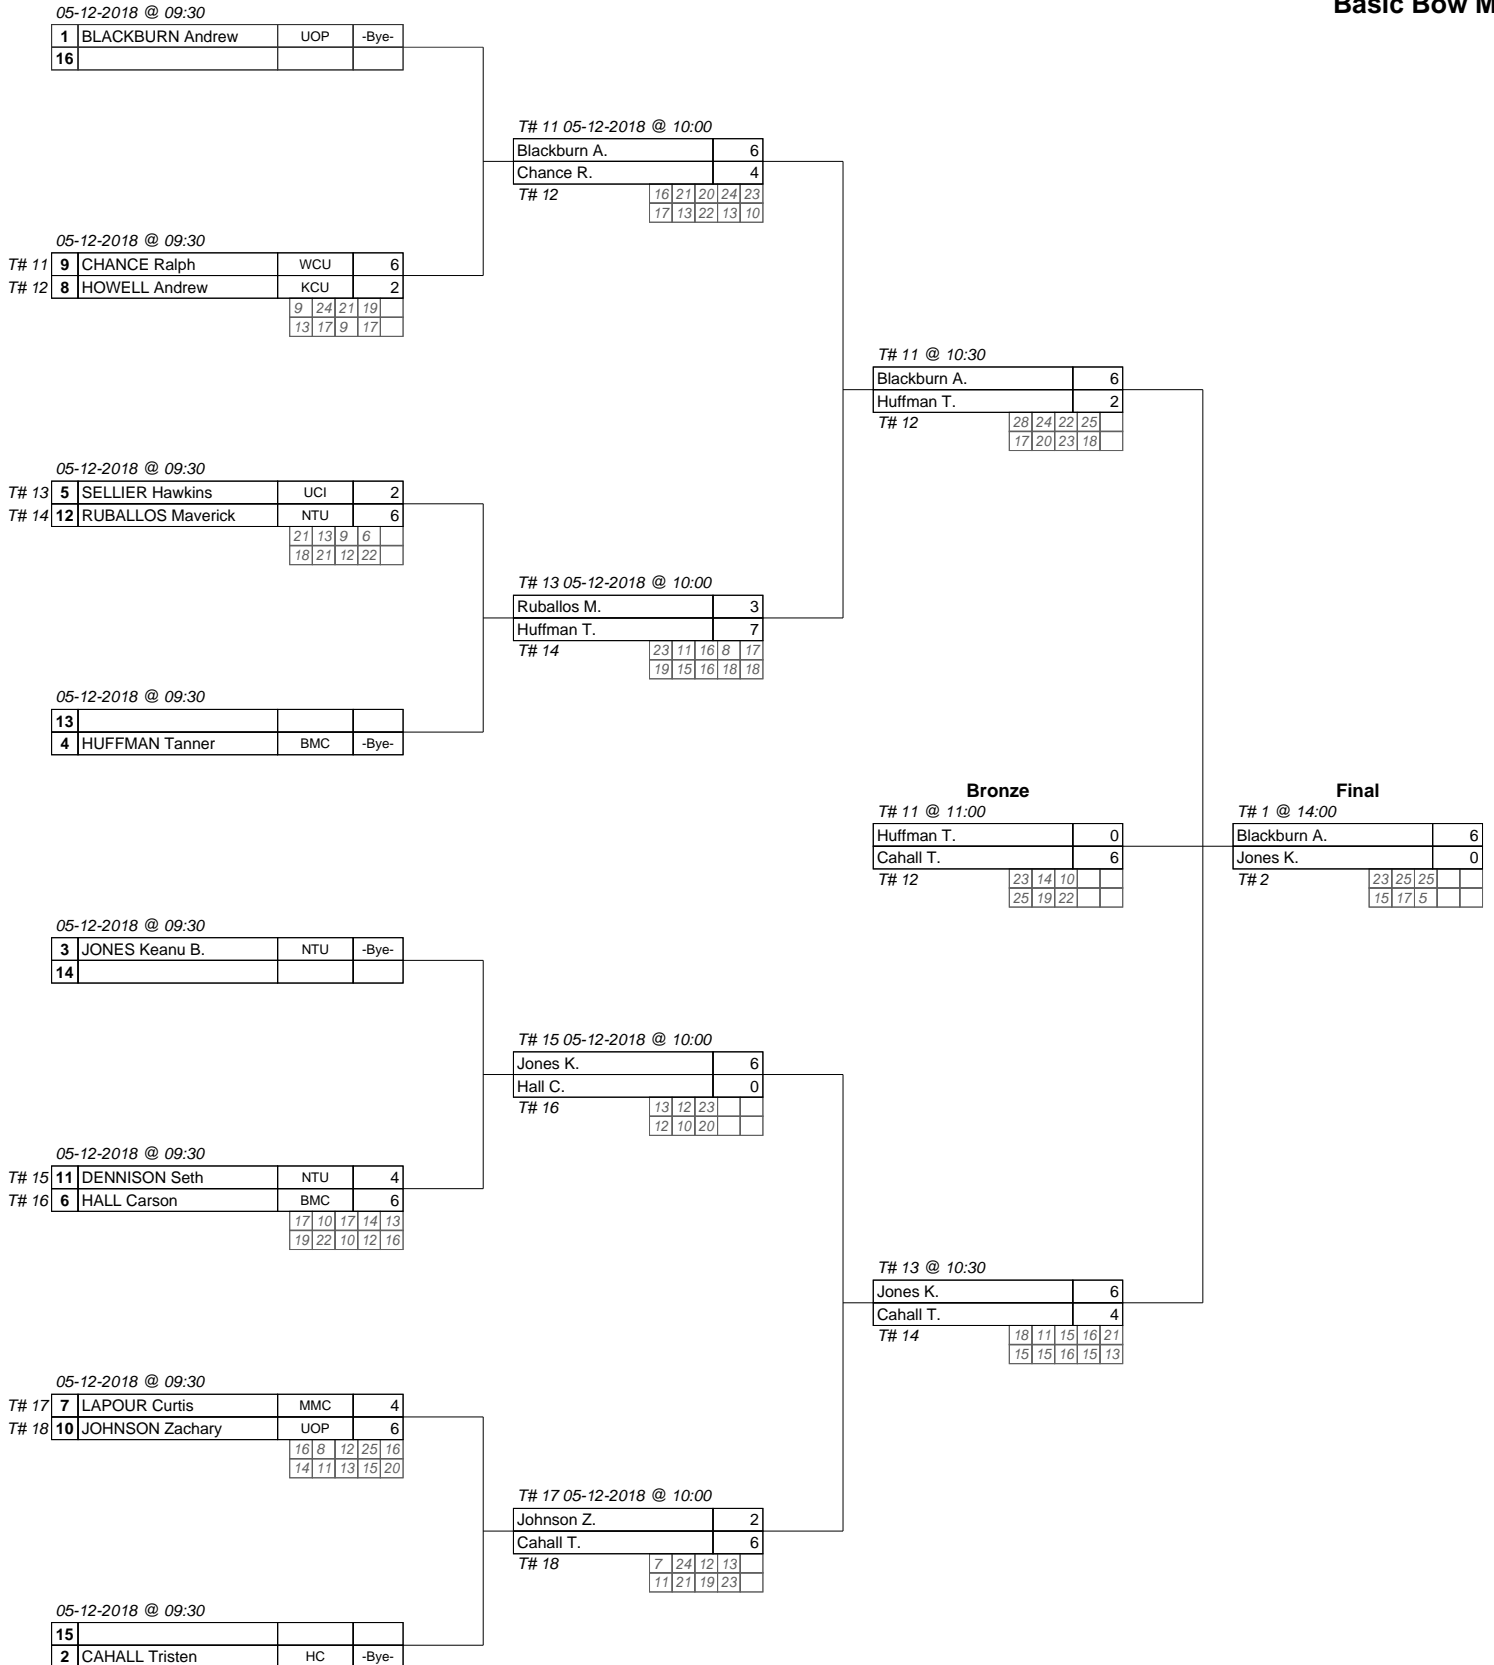 Basic Bow M
05-12-2018 @ 09:30
1 BLACKBURN Andrew UOP -Bye-
16
T# 11 05-12-2018 @ 10:00
Blackburn A. 6
Chance R. 4
T# 12 16 21 20 24 23
17 13 22 13 10
05-12-2018 @ 09:30
T# 11 9 CHANCE Ralph WCU 6
T# 12 8 HOWELL Andrew KCU 2
9 24 21 19
13 17 9 17
T# 11 @ 10:30
Blackburn A. 6
Huffman T. 2
T# 12 28 24 22 25
17 20 23 18
05-12-2018 @ 09:30
T# 13 5 SELLIER Hawkins UCI 2
T# 14 12 RUBALLOS Maverick NTU 6
21 13 9 6
18 21 12 22
T# 13 05-12-2018 @ 10:00
Ruballos M. 3
Huffman T. 7
T# 14 23 11 16 8 17
19 15 16 18 18
05-12-2018 @ 09:30
13
4 HUFFMAN Tanner BMC -Bye-
Bronze
T# 11 @ 11:00
Huffman T. 0
Cahall T. 6
T# 12 23 14 10
25 19 22
Final
T# 1 @ 14:00
Blackburn A. 6
Jones K. 0
T# 2 23 25 25
15 17 5
05-12-2018 @ 09:30
3 JONES Keanu B. NTU -Bye-
14
T# 15 05-12-2018 @ 10:00
Jones K. 6
Hall C. 0
T# 16 13 12 23
12 10 20
05-12-2018 @ 09:30
T# 15 11 DENNISON Seth NTU 4
T# 16 6 HALL Carson BMC 6
17 10 17 14 13
19 22 10 12 16
T# 13 @ 10:30
Jones K. 6
Cahall T. 4
T# 14 18 11 15 16 21
15 15 16 15 13
05-12-2018 @ 09:30
T# 17 7 LAPOUR Curtis MMC 4
T# 18 10 JOHNSON Zachary UOP 6
16 8 12 25 16
14 11 13 15 20
T# 17 05-12-2018 @ 10:00
Johnson Z. 2
Cahall T. 6
T# 18 7 24 12 13
11 21 19 23
05-12-2018 @ 09:30
15
2 CAHALL Tristen HC -Bye-